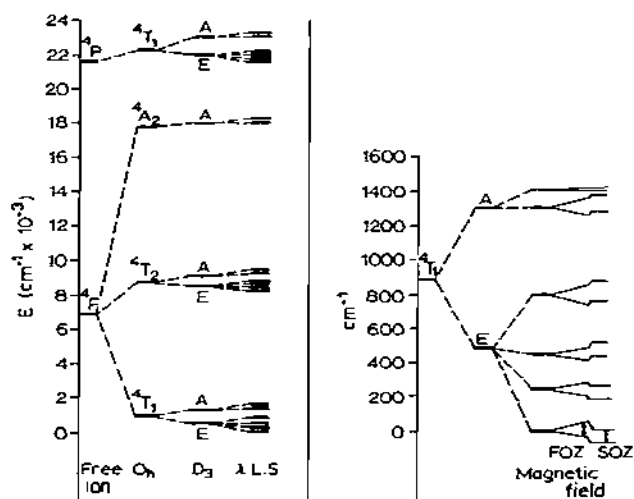 24
22
20
18
16
14
12
10
8
6
4
2
0
E (cm⁻¹ x 10⁻³)
⁴P
⁴F
⁴T₁
A
E
⁴A₂
A
⁴T₂
A
E
⁴T₁
A
E
Free ion
Oh
D₃
λ L.S
1600
1400
1200
1000
800
600
400
200
0
cm⁻¹
⁴T₁
A
E
FOZ
SOZ
Magnetic
field